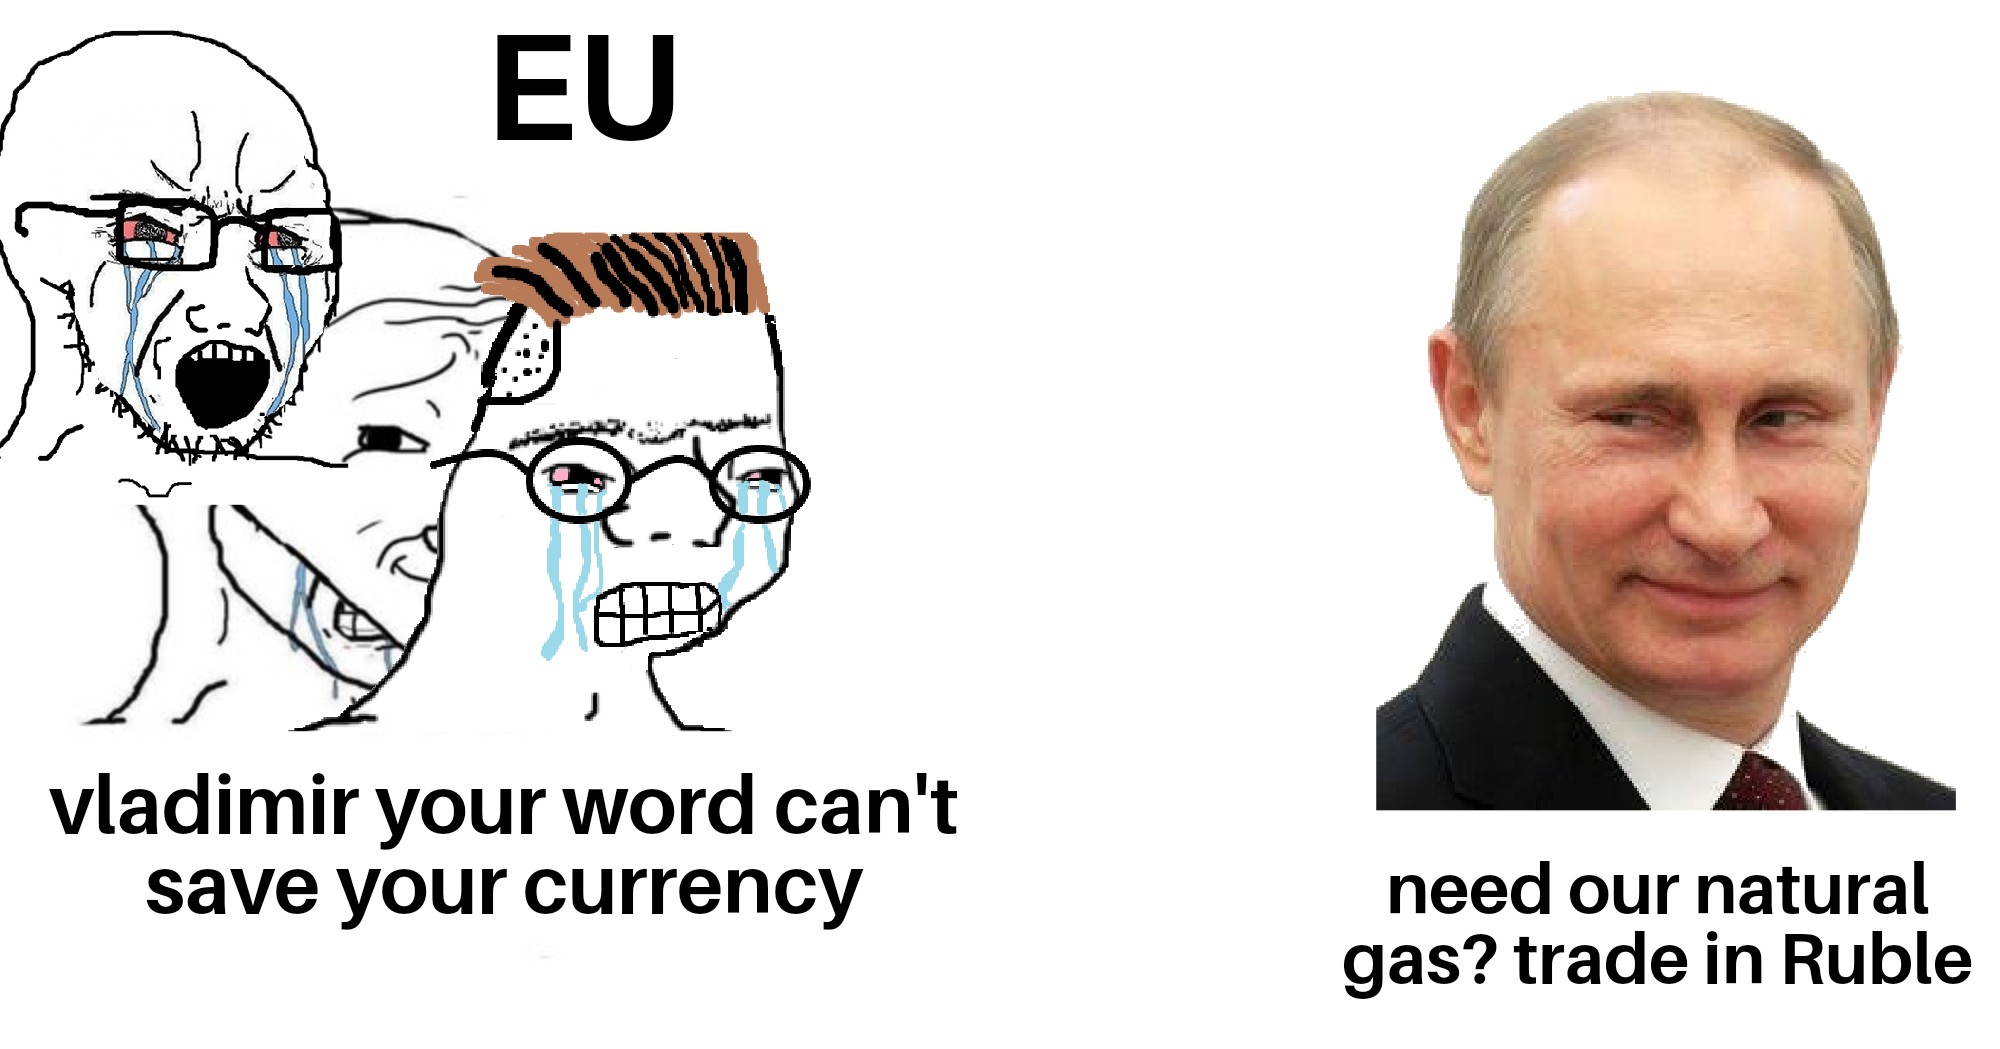 EU
vladimir your word can't
save your currency
need our natural
gas? trade in Ruble